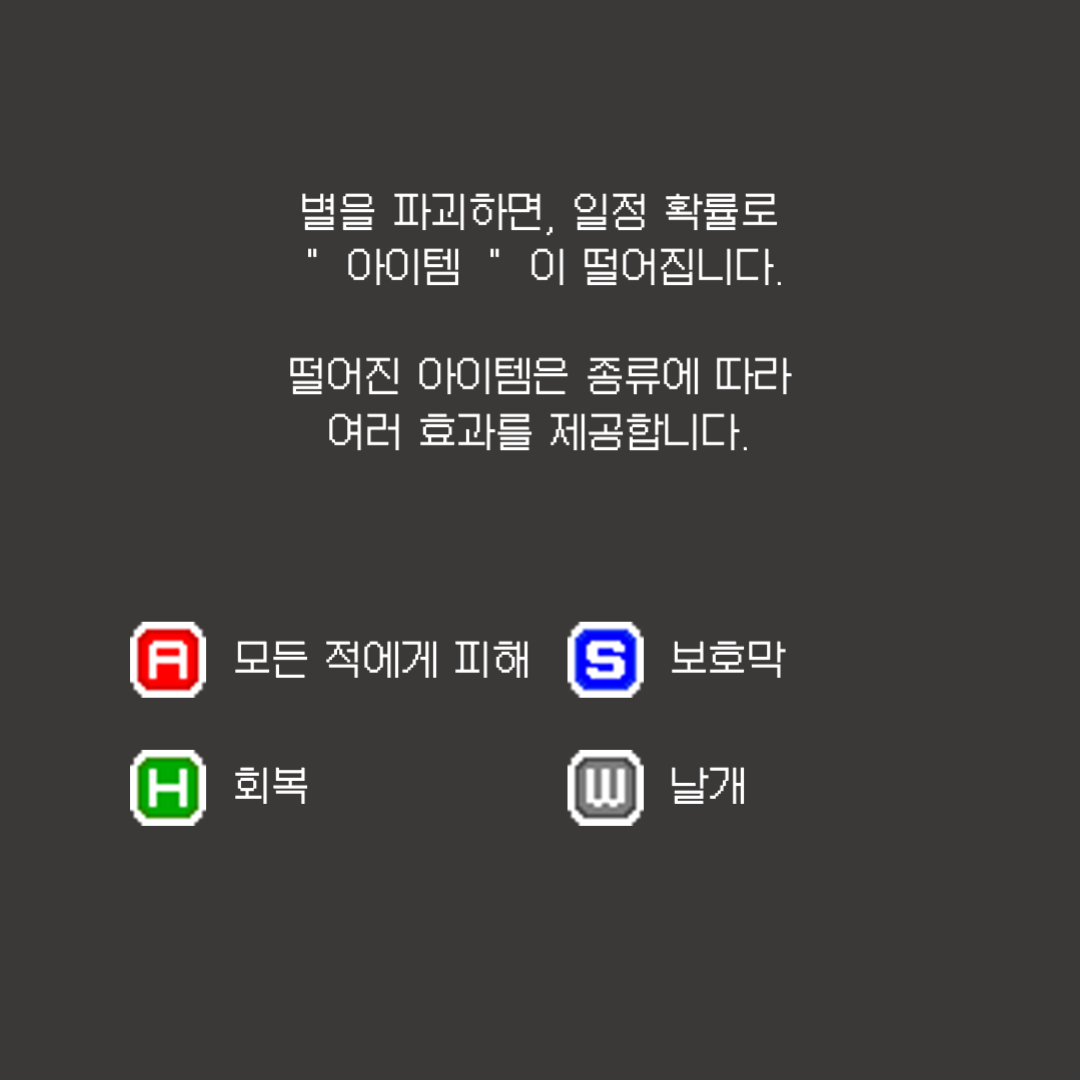 별을 파괴하면, 일정 확률로
" 아이템 " 이 떨어집니다.
떨어진 아이템은 종류에 따라
여러 효과를 제공합니다.
A 모든 적에게 피해 S 보호막
H 회복 W 날개